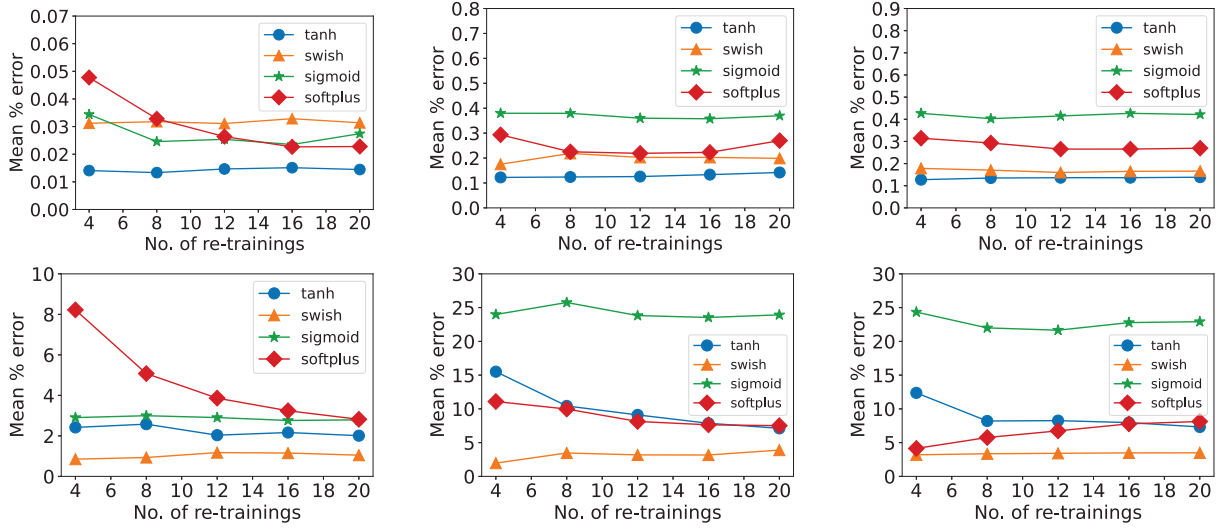 Mean % error
0.07
0.06
0.05
0.04
0.03
0.02
0.01
0.00
tanh
swish
sigmoid
softplus
4 6 8 10 12 14 16 18 20
No. of re-trainings
Mean % error
0.8
0.7
0.6
0.5
0.4
0.3
0.2
0.1
0.0
tanh
swish
sigmoid
softplus
4 6 8 10 12 14 16 18 20
No. of re-trainings
Mean % error
0.9
0.8
0.7
0.6
0.5
0.4
0.3
0.2
0.1
0.0
tanh
swish
sigmoid
softplus
4 6 8 10 12 14 16 18 20
No. of re-trainings
Mean % error
10
8
6
4
2
0
tanh
swish
sigmoid
softplus
4 6 8 10 12 14 16 18 20
No. of re-trainings
Mean % error
30
25
20
15
10
5
0
tanh
swish
sigmoid
softplus
4 6 8 10 12 14 16 18 20
No. of re-trainings
Mean % error
30
25
20
15
10
5
0
tanh
swish
sigmoid
softplus
4 6 8 10 12 14 16 18 20
No. of re-trainings